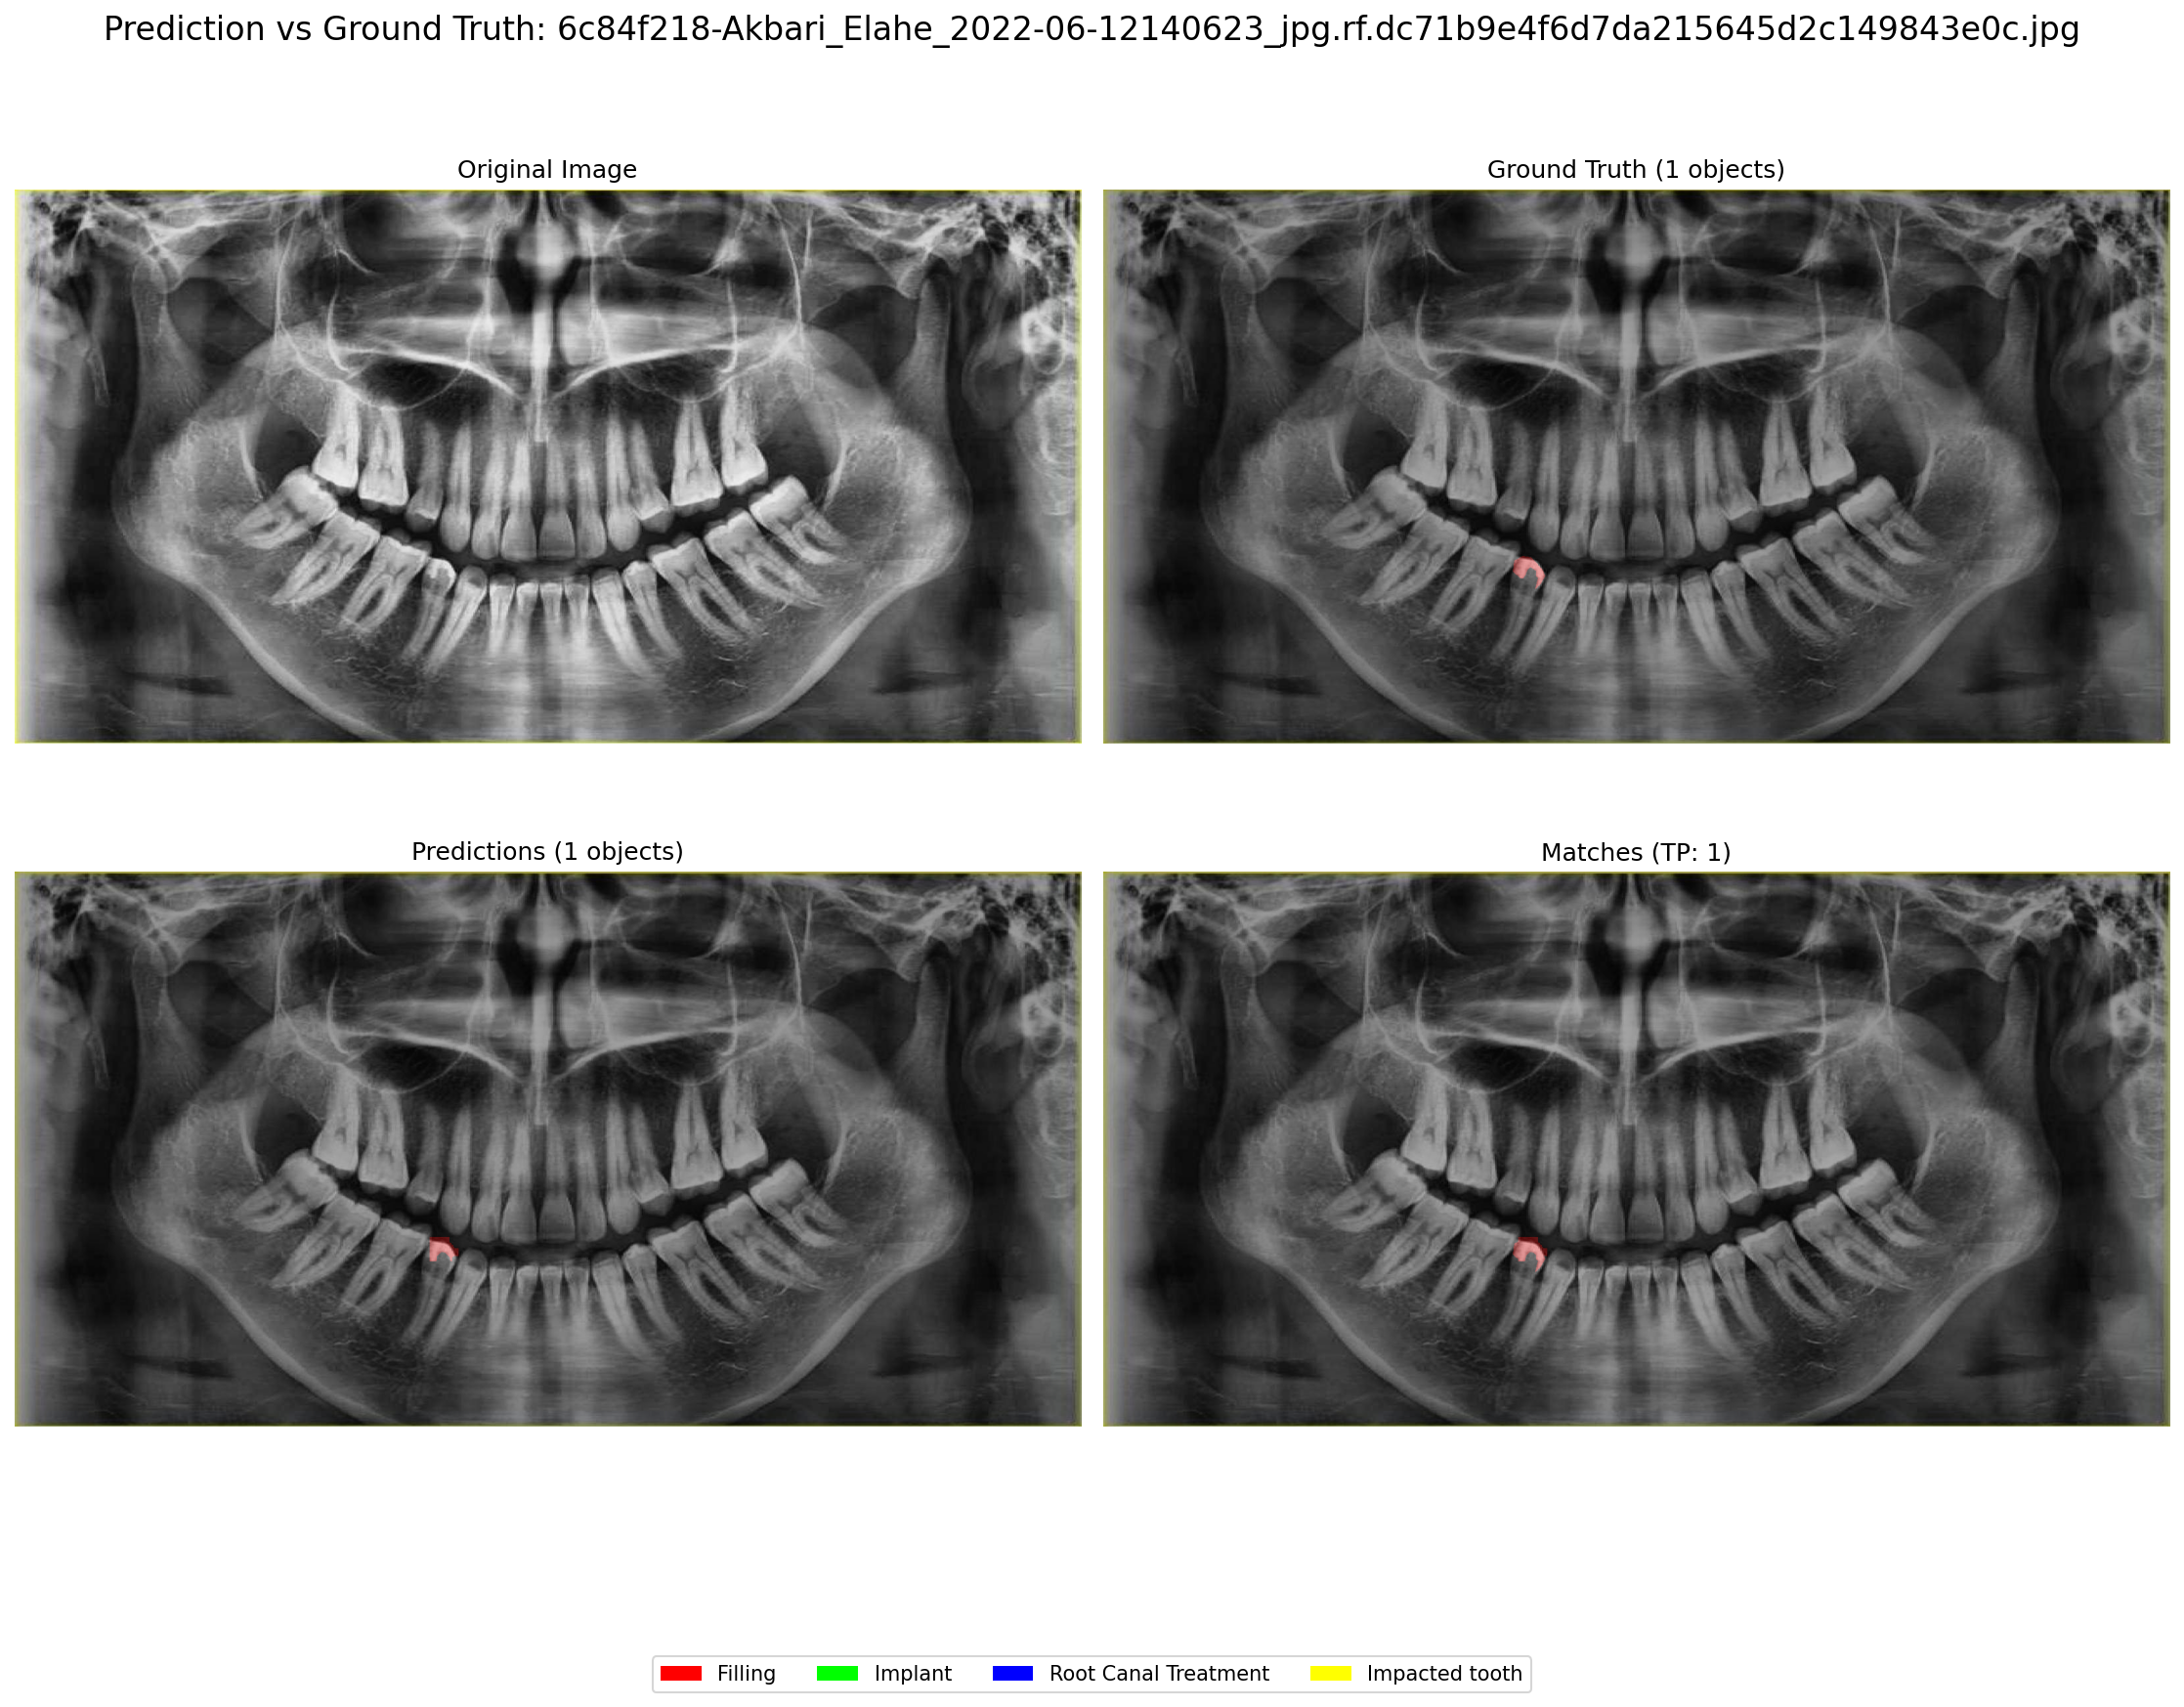 Prediction vs Ground Truth: 6c84f218-Akbari_Elahe_2022-06-12140623_jpg.rf.dc71b9e4f6d7da215645d2c149843e0c.jpg
Original Image
Ground Truth (1 objects)
Predictions (1 objects)
Matches (TP: 1)
Filling
Implant
Root Canal Treatment
Impacted tooth